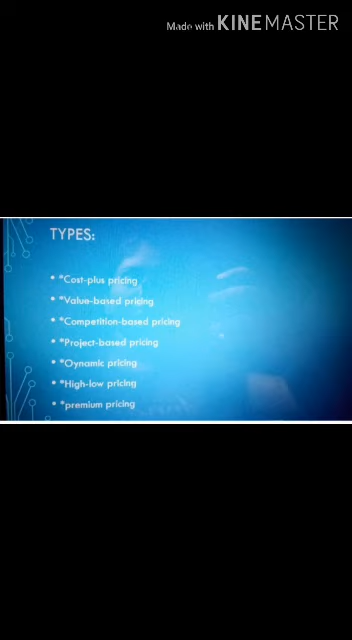 Made with KINEMASTER
TYPES:
• *Cost-plus pricing
• *Value-based pricing
• *Competition-based pricing
• *Project-based pricing
• *Oynamic pricing
• *High-low pricing
• *premium pricing